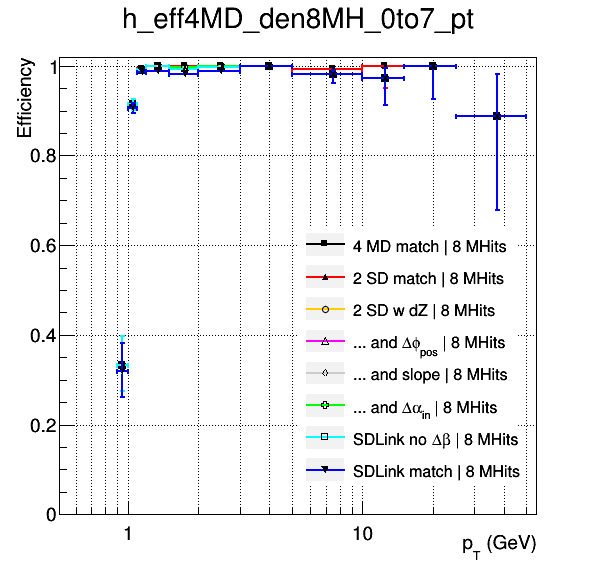 h_eff4MD_den8MH_0to7_pt
Efficiency
1
0.8
0.6
0.4
0.2
0
4 MD match | 8 MHits
2 SD match | 8 MHits
2 SD w dZ | 8 MHits
... and Δϕpos | 8 MHits
... and slope | 8 MHits
... and Δαin | 8 MHits
SDLink no Δβ | 8 MHits
SDLink match | 8 MHits
1 10
pT (GeV)